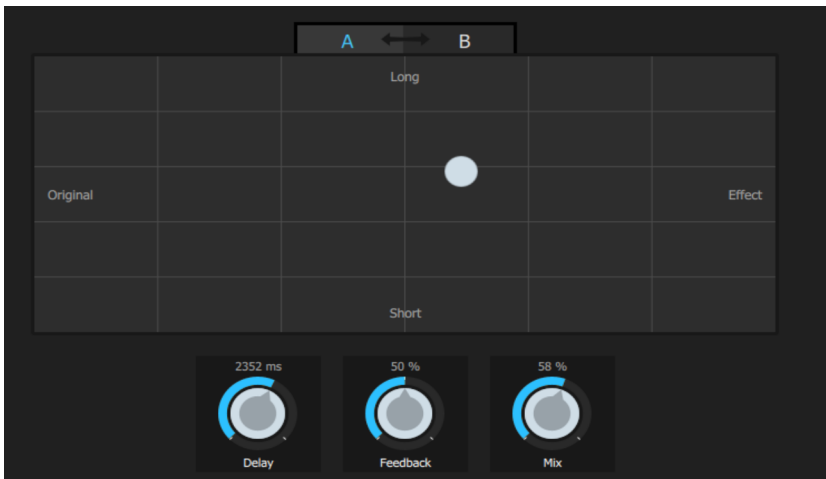 A B
Long
Original
Effect
Short
2352 ms
50 %
58 %
Delay
Feedback
Mix